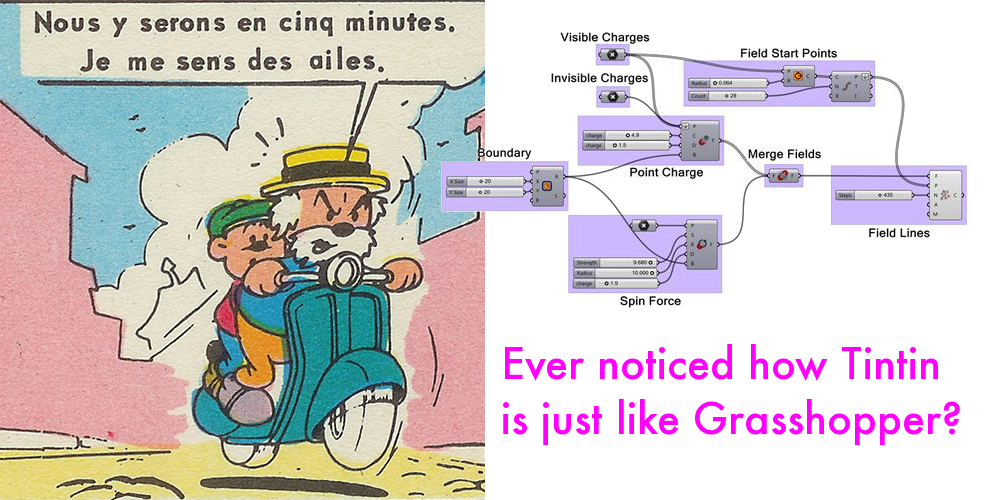 Nous y serons en cinq minutes.
Je me sens des ailes.
Visible Charges
Invisible Charges
Field Start Points
P
R
C
Radius 0.064
Count 28
C
N
K
P
T
t
charge 4.9
charge 1.5
P
C
D
B
F
Point Charge
Boundary
X Size 20
Y Size 20
P
X
Y
R
R
L
Merge Fields
F F
Steps 435
F
P
N
A
M
C
Field Lines
Strength 9.680
Radius 10.000
charge 1.9
P
S
R
D
B
F
Spin Force
Ever noticed how Tintin
is just like Grasshopper?